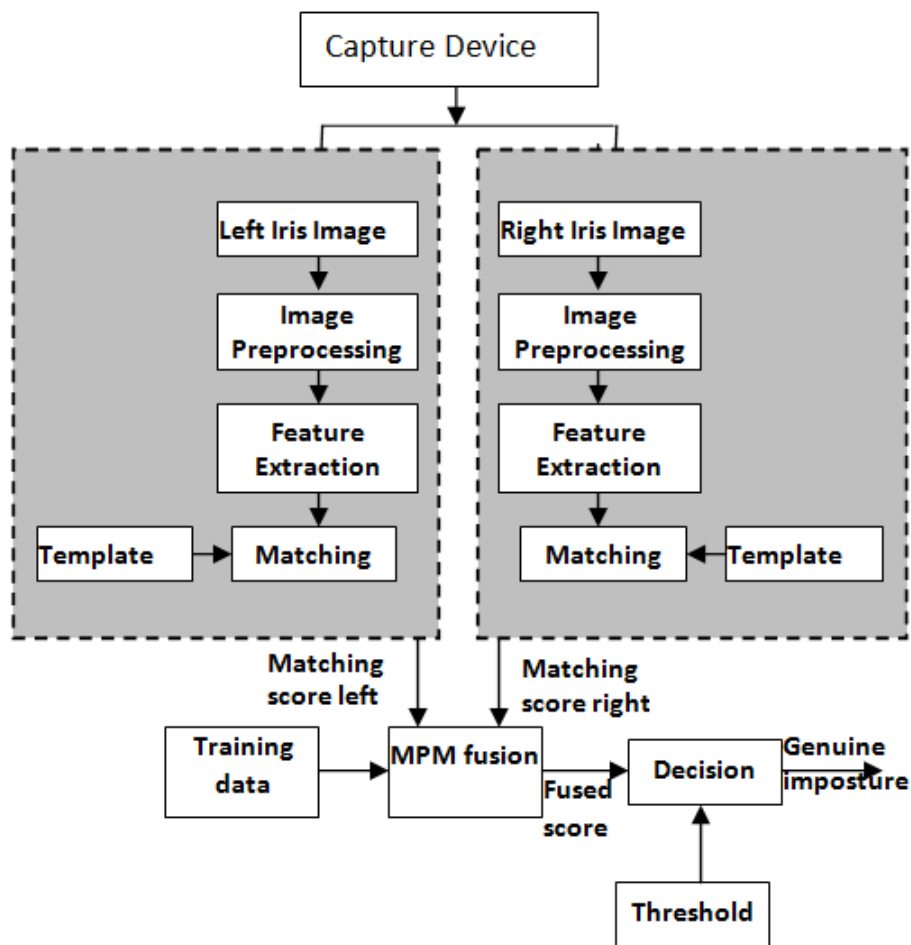 Capture Device
Left Iris Image
Right Iris Image
Image
Preprocessing
Image
Preprocessing
Feature
Extraction
Feature
Extraction
Template
Matching
Matching
Template
Matching
score left
Matching
score right
Training
data
MPM fusion
Fused
score
Decision
Genuine
imposture
Threshold